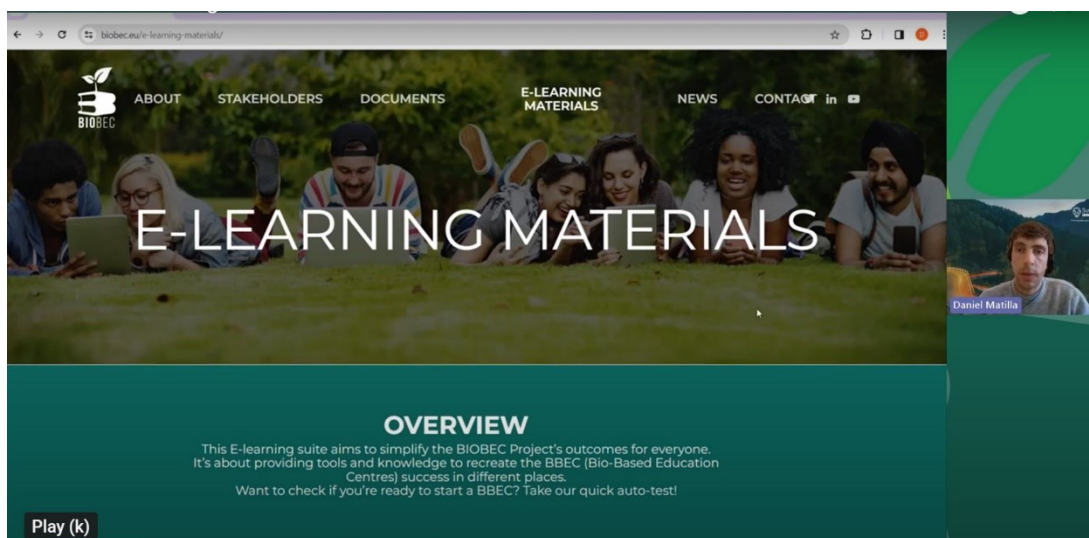 biobec.eu/e-learning-materials/
BIOBEC
ABOUT
STAKEHOLDERS
DOCUMENTS
E-LEARNING
MATERIALS
NEWS
CONTACT
in
E-LEARNING MATERIALS
Daniel Matilla
OVERVIEW
This E-learning suite aims to simplify the BIOBEC Project's outcomes for everyone.
It's about providing tools and knowledge to recreate the BBEC (Bio-Based Education
Centres) success in different places.
Want to check if you're ready to start a BBEC? Take our quick auto-test!
Play (k)